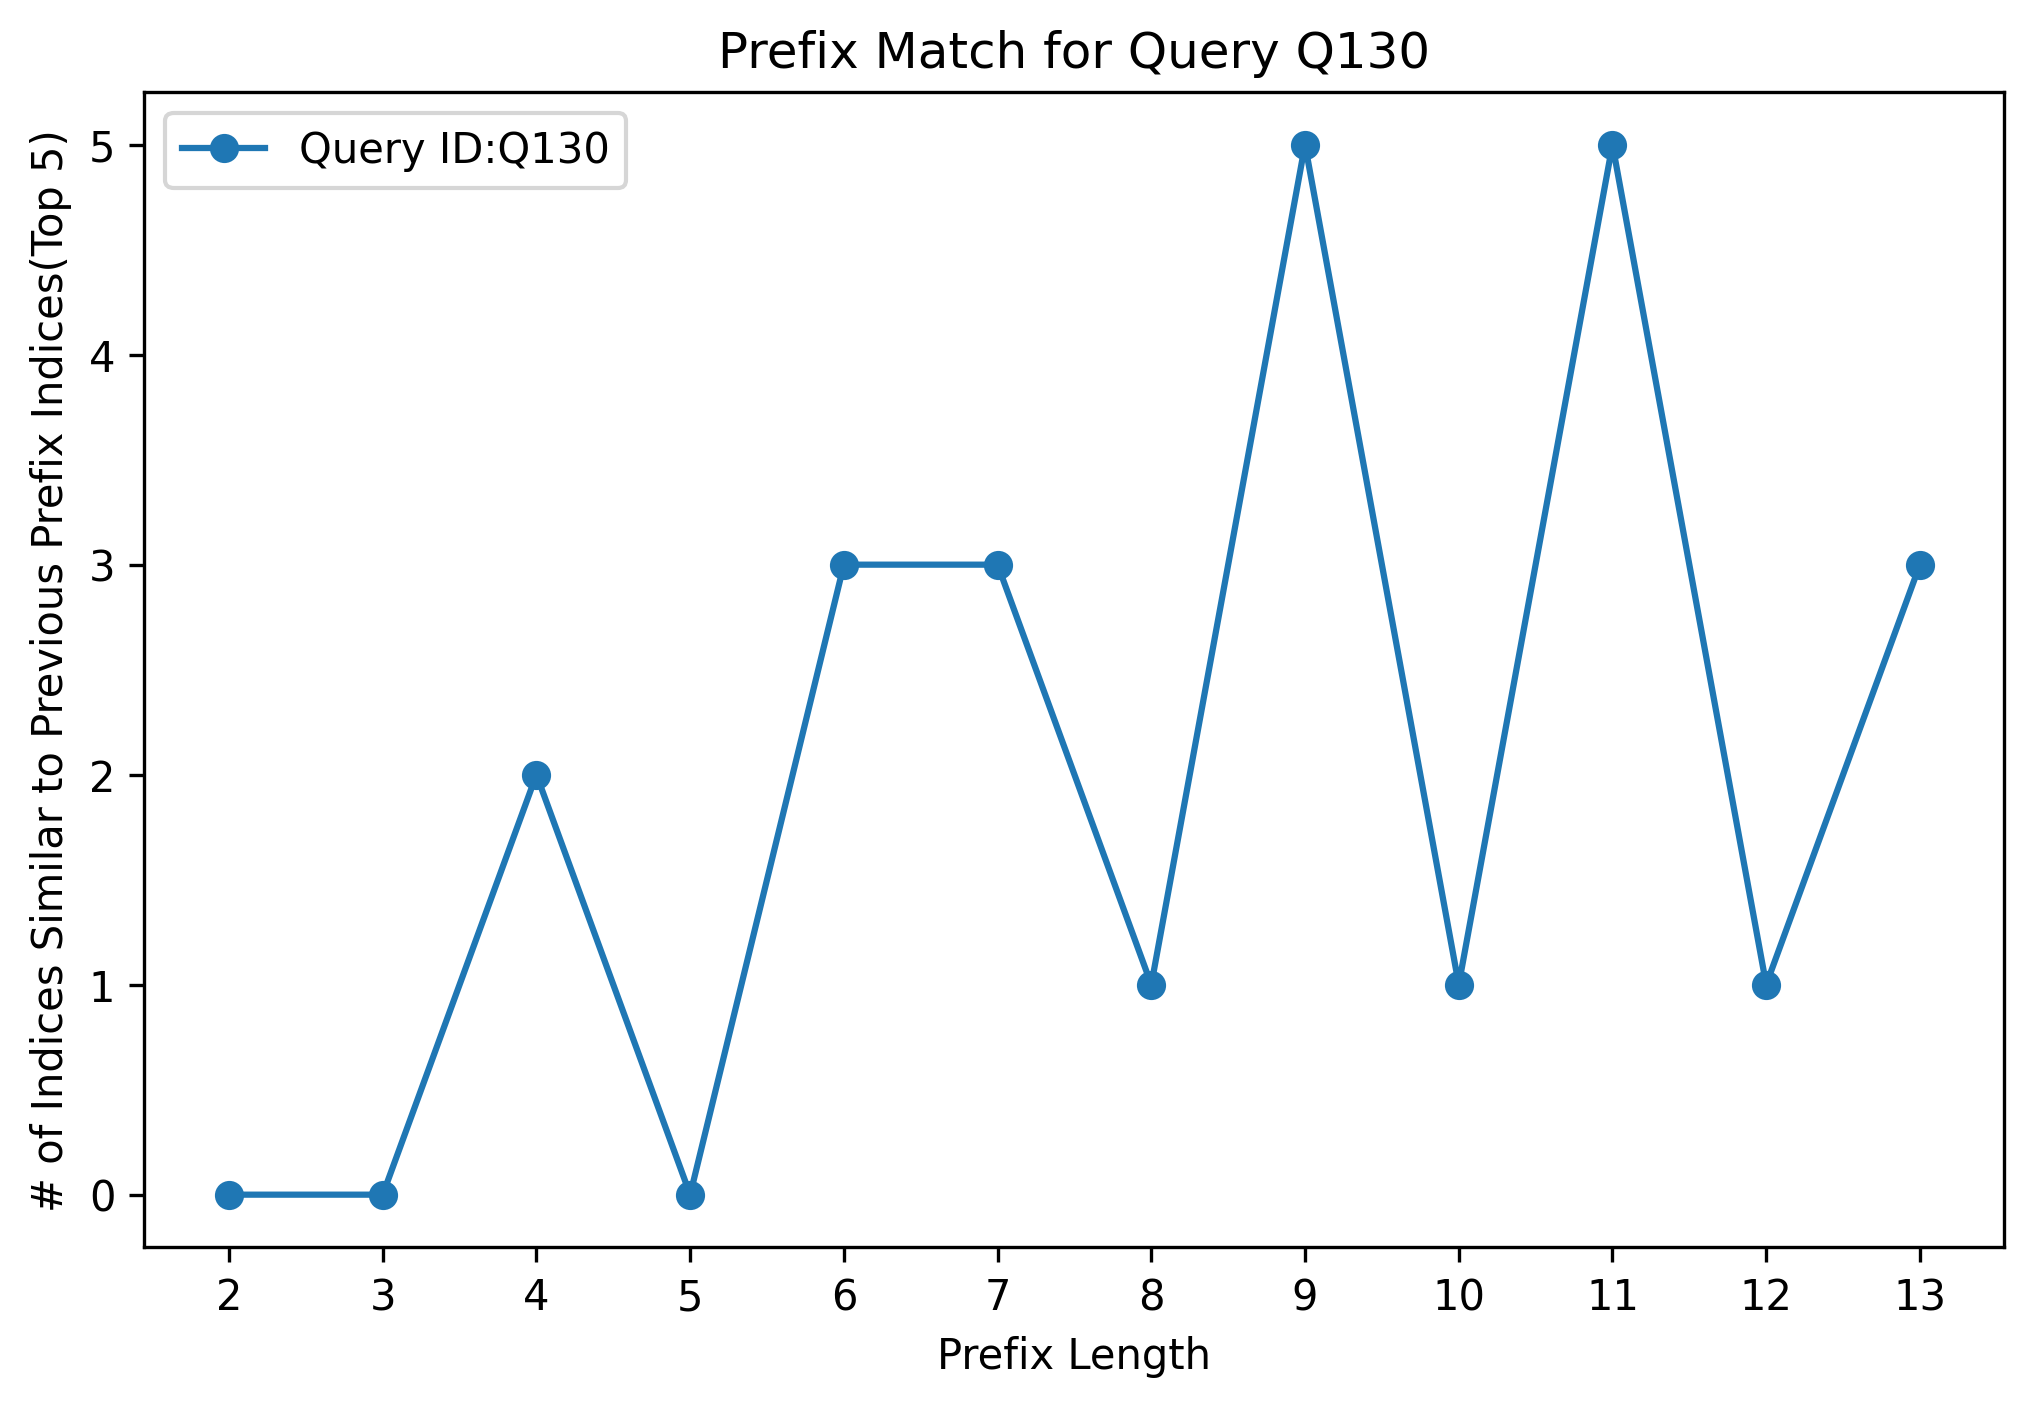 Prefix Match for Query Q130
Query ID:Q130
# of Indices Similar to Previous Prefix Indices(Top 5)
5
4
3
2
1
0
2 3 4 5 6 7 8 9 10 11 12 13
Prefix Length